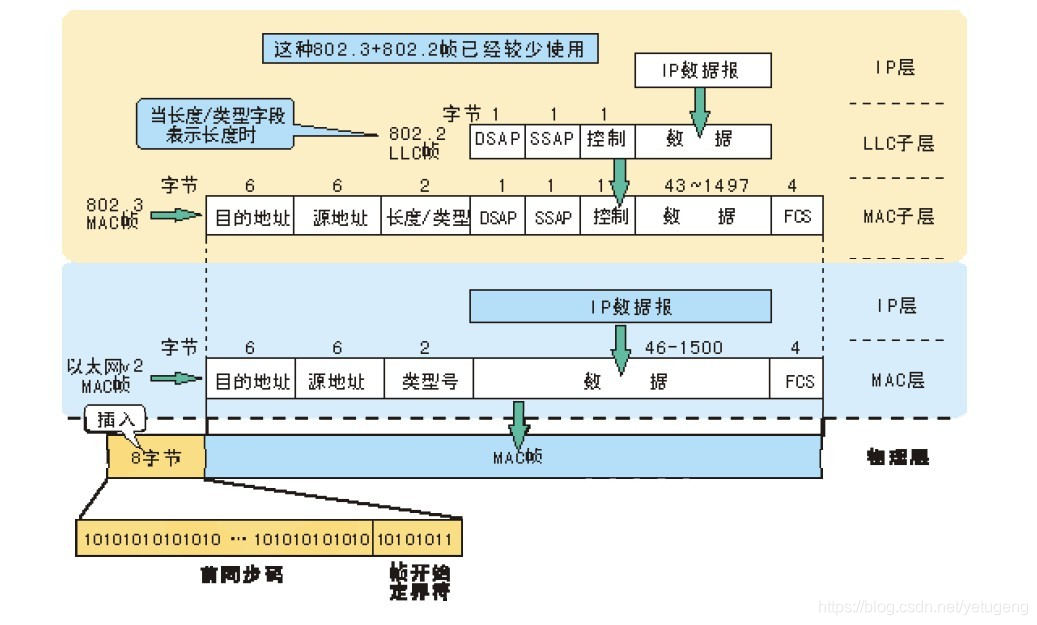 这种802.3+802.2帧已经较少使用
IP数据报
IP层
当长度/类型字段
表示长度时
字节 1 1 1
802.2
LLC帧
DSAP SSAP 控制 数 据
LLC子层
字节 6 6 2 1 1 1 43~1497 4
802.3
MAC帧
目的地址 源地址 长度/类型 DSAP SSAP 控制 数 据 FCS
MAC子层
IP数据报
IP层
字节 6 6 2 46-1500 4
以太网v2
MAC帧
目的地址 源地址 类型号 数 据 FCS
MAC层
插入
8字节
MAC帧
物理层
10101010101010 … 101010101010 10101011
前同步码
帧开始
定界符
https://blog.csdn.net/yetugeng